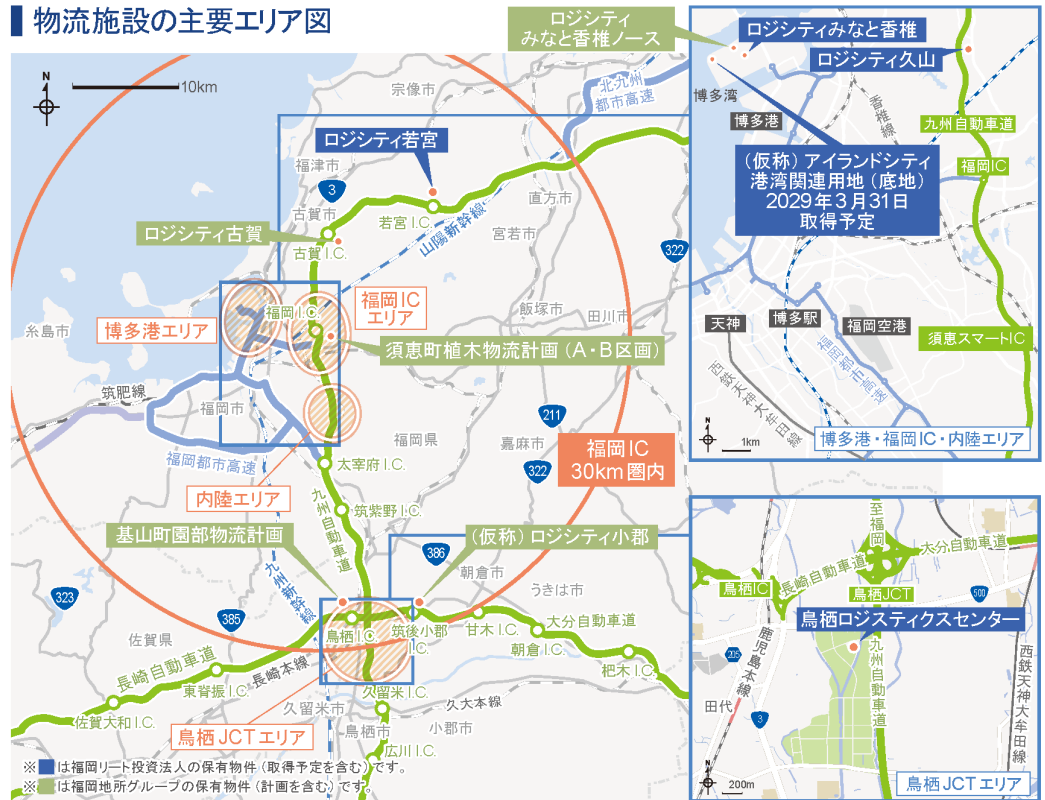 物流施設の主要エリア図
N
10km
宗像市
北九州
都市高速
ロジシティ若宮
福津市
3
古賀市
ロジシティ古賀
古賀I.C.
若宮I.C.
山陽新幹線
直方市
宮若市
322
飯塚市
田川市
福岡I.C.
福岡IC
エリア
博多港エリア
糸島市
須恵町植木物流計画(A・B区画)
筑肥線
福岡市
福岡県
211
嘉麻市
322
福岡IC
30km圏内
福岡都市高速
太宰府I.C.
内陸エリア
九州自動車道
筑紫野I.C.
基山町園部物流計画
(仮称)ロジシティ小郡
386
朝倉市
うきは市
九州新幹線
323
385
佐賀県
鳥栖I.C.
筑後小郡
I.C.
甘木I.C.
大分自動車道
朝倉I.C.
杷木I.C.
長崎自動車道
長崎本線
東脊振I.C.
佐賀大和I.C.
久留米I.C.
久大本線
久留米市
鳥栖市
小郡市
鳥栖JCTエリア
広川I.C.
※■は福岡リート投資法人の保有物件(取得予定を含む)です。
※■は福岡地所グループの保有物件(計画を含む)です。
ロジシティ
みなと香椎ノース
ロジシティみなと香椎
ロジシティ久山
博多湾
博多港
香椎線
九州自動車道
福岡IC
(仮称)アイランドシティ
港湾関連用地(底地)
2029年3月31日
取得予定
天神
博多駅
福岡空港
須恵スマートIC
福岡都市高速
西鉄天神大牟田線
N
1km
博多港・福岡IC・内陸エリア
至福岡
大分自動車道
長崎自動車道
鳥栖IC
鳥栖JCT
500
鳥栖ロジスティクスセンター
鹿児島本線
205
九州自動車道
西鉄天神大牟田線
田代
3
N
200m
鳥栖JCTエリア